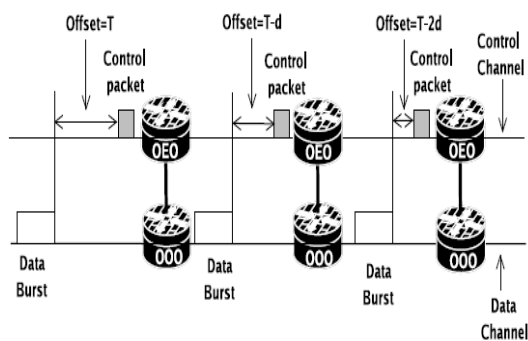 Offset=T
Offset=T-d
Offset=T-2d
Control
packet
Control
packet
Control
packet
Control
Channel
OEO
OEO
OEO
OOO
OOO
OOO
Data
Burst
Data
Burst
Data
Burst
Data
Channel